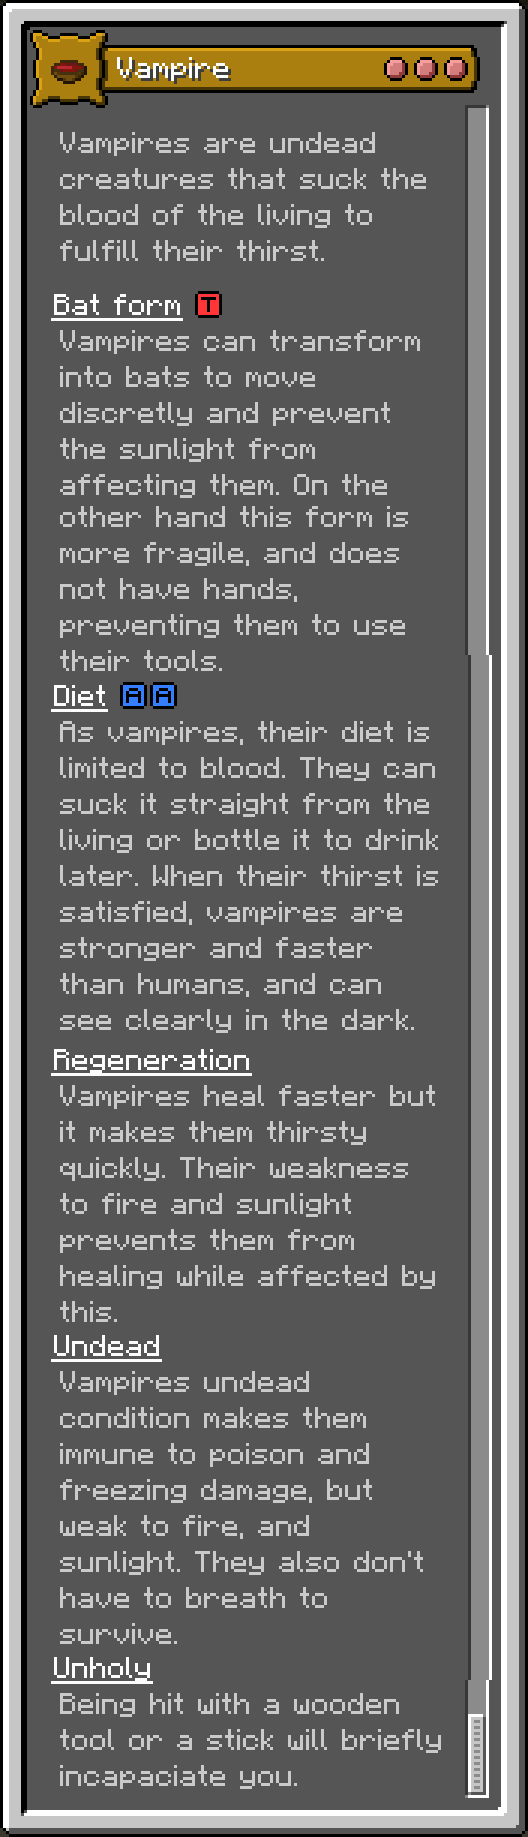 Vampire
Vampires are undead
creatures that suck the
blood of the living to
fulfill their thirst.
Bat form T
Vampires can transform
into bats to move
discretly and prevent
the sunlight from
affecting them. On the
other hand this form is
more fragile, and does
not have hands,
preventing them to use
their tools.
Diet A A
As vampires, their diet is
limited to blood. They can
suck it straight from the
living or bottle it to drink
later. When their thirst is
satisfied, vampires are
stronger and faster
than humans, and can
see clearly in the dark.
Regeneration
Vampires heal faster but
it makes them thirsty
quickly. Their weakness
to fire and sunlight
prevents them from
healing while affected by
this.
Undead
Vampires undead
condition makes them
immune to poison and
freezing damage, but
weak to fire, and
sunlight. They also don't
have to breath to
survive.
Unholy
Being hit with a wooden
tool or a stick will briefly
incapaciate you.